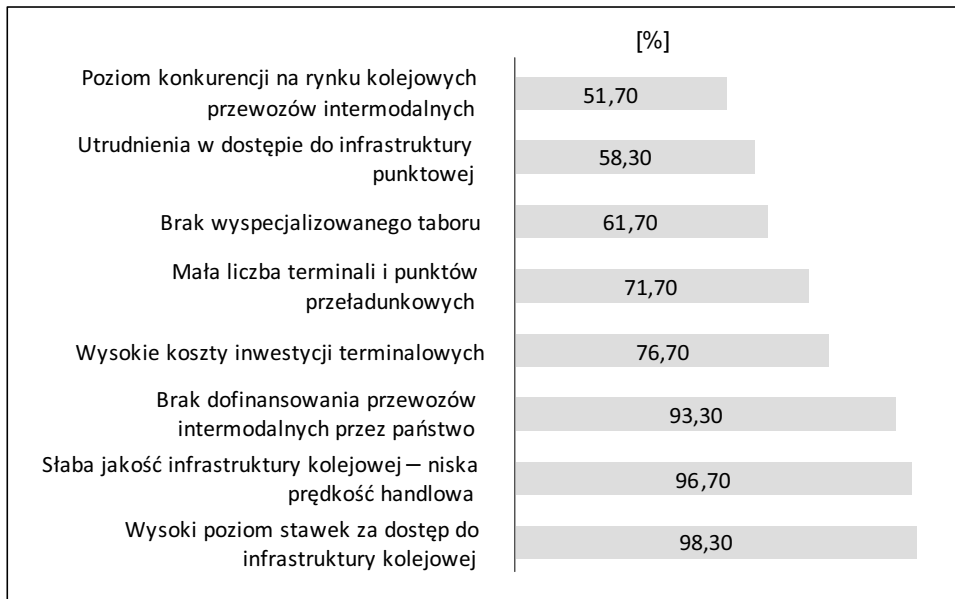 [%]
Poziom konkurencji na rynku kolejowych
przewozów intermodalnych
51,70
Utrudnienia w dostępie do infrastruktury
punktowej
58,30
Brak wyspecjalizowanego taboru
61,70
Mała liczba terminali i punktów
przeładunkowych
71,70
Wysokie koszty inwestycji terminalowych
76,70
Brak dofinansowania przewozów
intermodalnych przez państwo
93,30
Słaba jakość infrastruktury kolejowej — niska
prędkość handlowa
96,70
Wysoki poziom stawek za dostęp do
infrastruktury kolejowej
98,30